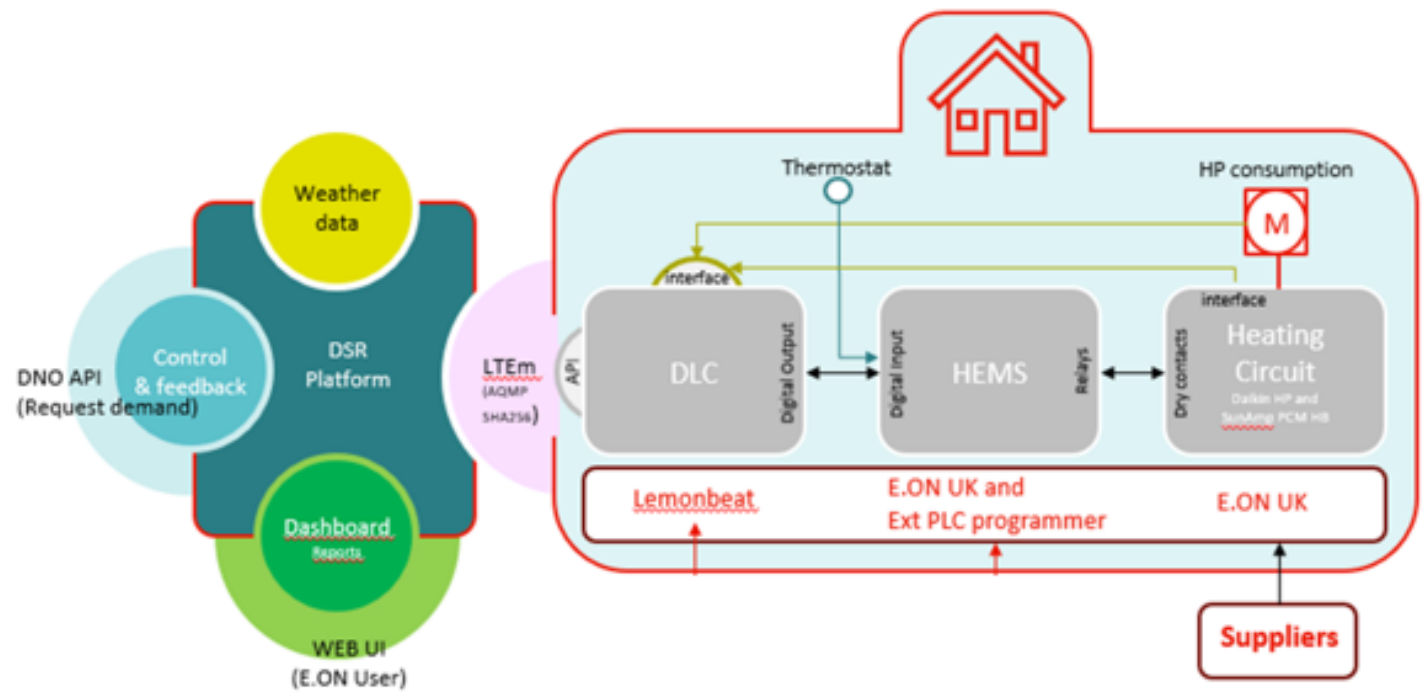 Weather
data
Control
& feedback
DNO API
(Request demand)
DSR
Platform
Dashboard
Reports
WEB UI
(E.ON User)
LTEm
(AQMP
SHA256)
API
Thermostat
HP consumption
M
interface
DLC
Digital Output
Digital Input
HEMS
Relays
Dry contacts
interface
Heating
Circuit
Daikin HP and
SunAmp PCM HB
Lemonbeat
E.ON UK and
Ext PLC programmer
E.ON UK
Suppliers